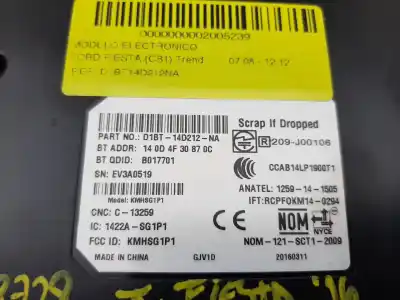 0000000002008239
MODULO ELECTRONICO
FORD FIESTA (CB1) Trend 07.08 - 12.12
Scrap If Dropped
PART NO.: D1BT-14D212-NA
BT ADDR: 14 0D 4F 30 87 0C
BT QDID: B017701
SN: EV3A0519
Model: KMHSG1P1
CNC: C-13259
IC: 1422A-SG1P1
FCC ID: KMHSG1P1
MADE IN CHINA GJV1D 20160311
R 209-J00106
CCC
CCAB14LP1900T1
ANATEL: 1259-14-1505
IFT: RCPFOKM14-0294
NOM NYCE
NOM-121-SCT1-2009
FIESTA '16